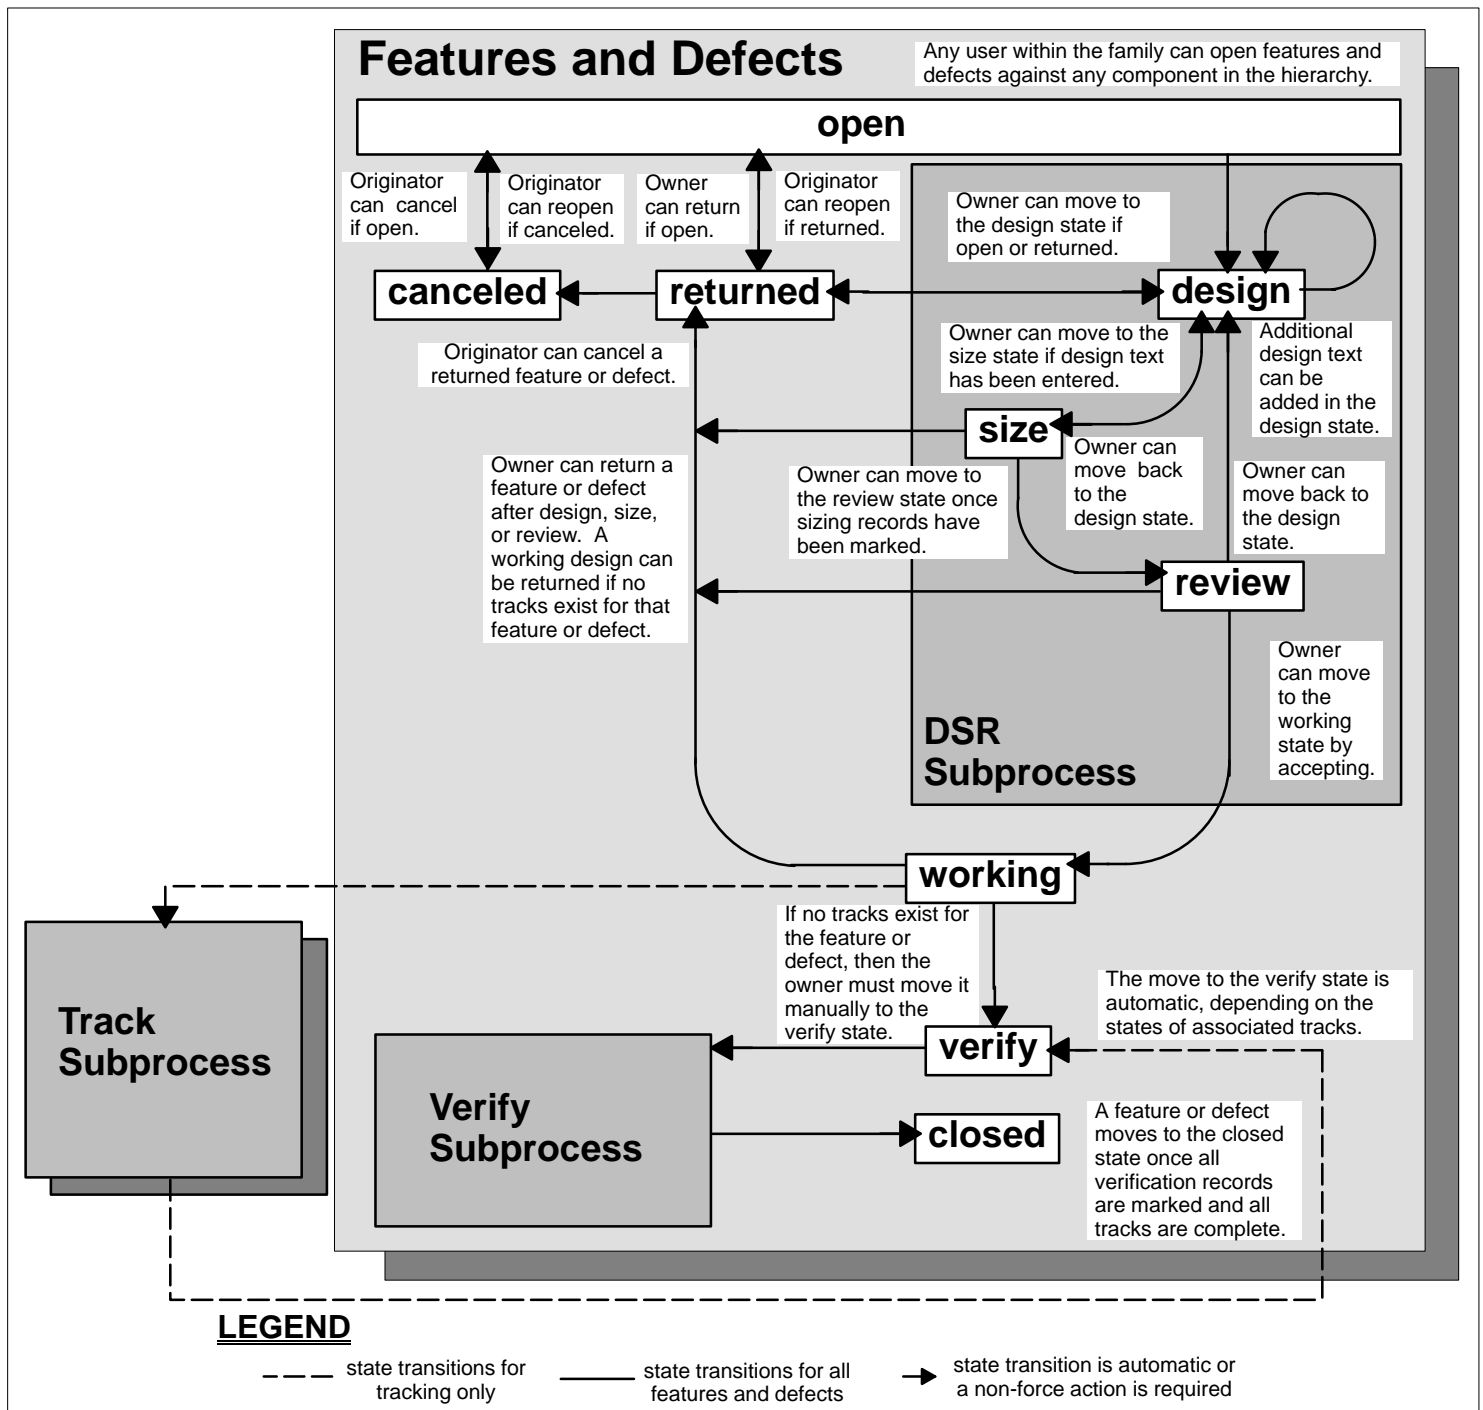 Features and Defects
Any user within the family can open features and
defects against any component in the hierarchy.
open
Originator
can cancel
if open.
Originator
can reopen
if canceled.
Owner
can return
if open.
Originator
can reopen
if returned.
Owner can move to
the design state if
open or returned.
canceled
returned
design
Originator can cancel a
returned feature or defect.
Owner can move to the
size state if design text
has been entered.
Additional
design text
can be
added in the
design state.
size
Owner can return a
feature or defect
after design, size,
or review. A
working design can
be returned if no
tracks exist for that
feature or defect.
Owner can move to
the review state once
sizing records have
been marked.
Owner can
move back
to the
design state.
Owner can
move back to
the design
state.
review
Owner
can move
to the
working
state by
accepting.
DSR
Subprocess
working
If no tracks exist for
the feature or
defect, then the
owner must move it
manually to the
verify state.
The move to the verify state is
automatic, depending on the
states of associated tracks.
Track
Subprocess
verify
Verify
Subprocess
closed
A feature or defect
moves to the closed
state once all
verification records
are marked and all
tracks are complete.
LEGEND
state transitions for
tracking only
state transitions for all
features and defects
state transition is automatic or
a non-force action is required